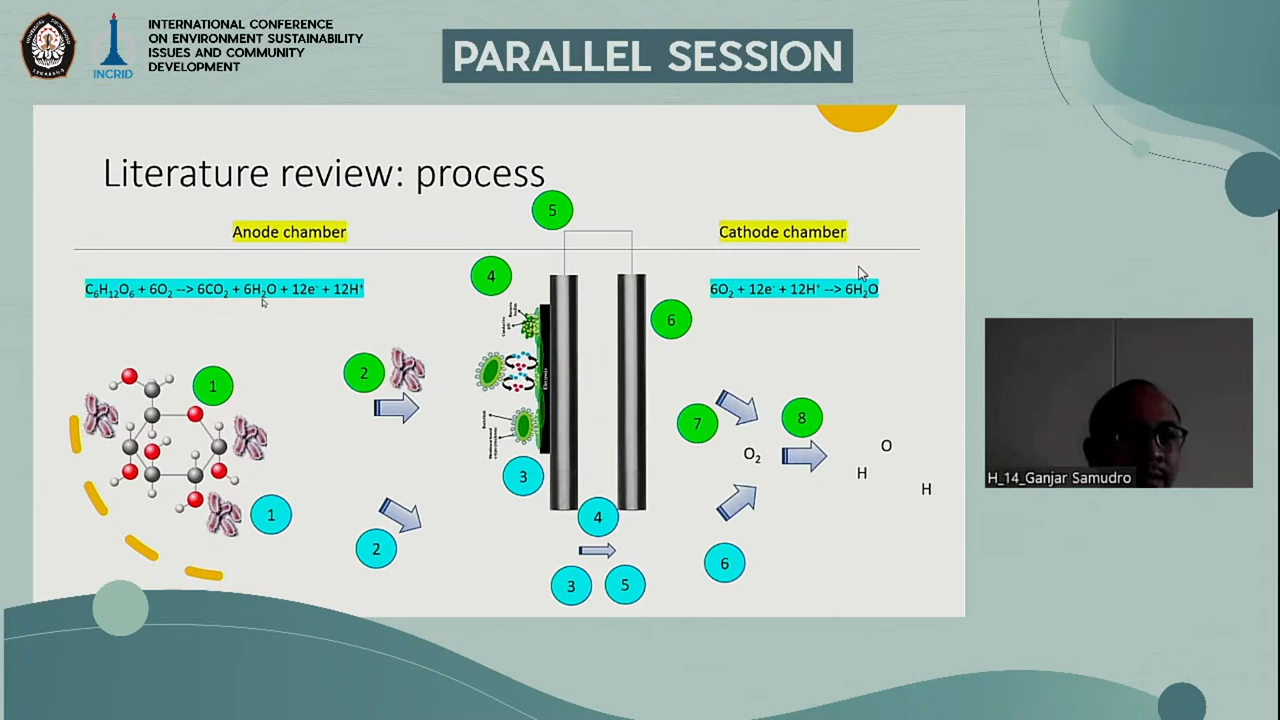 INTERNATIONAL CONFERENCE
ON ENVIRONMENT SUSTAINABILITY
ISSUES AND COMMUNITY
DEVELOPMENT
INCRID
PARALLEL SESSION
Literature review: process
5
Anode chamber
Cathode chamber
4
C₆H₁₂O₆ + 6O₂ --> 6CO₂ + 6H₂O + 12e⁻ + 12H⁺
6O₂ + 12e⁻ + 12H⁺ --> 6H₂O
6
1
2
Electrode
7
8
O₂
O
H
H
3
1
2
4
3
5
6
H_14_Ganjar Samudro